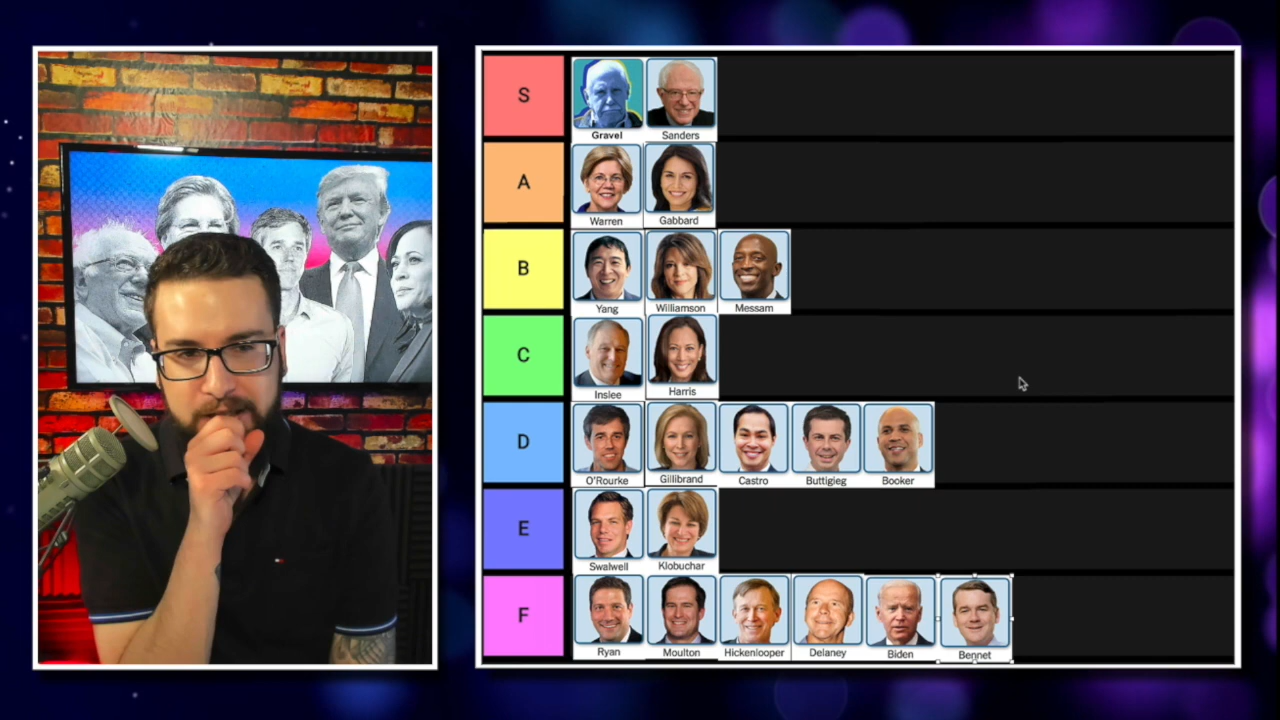 S
Gravel Sanders
A
Warren Gabbard
B
Yang Williamson Messam
C
Inslee Harris
D
O'Rourke Gillibrand Castro Buttigieg Booker
E
Swalwell Klobuchar
F
Ryan Moulton Hickenlooper Delaney Biden Bennet